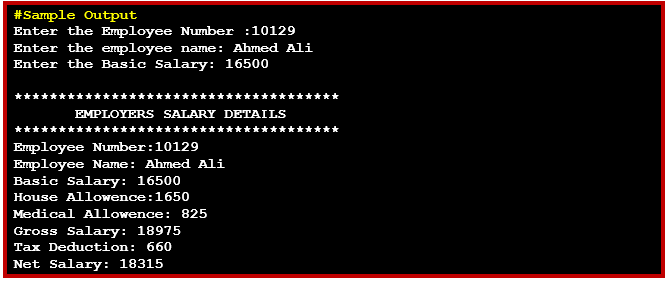 #Sample Output
Enter the Employee Number :10129
Enter the employee name: Ahmed Ali
Enter the Basic Salary: 16500
*************************************
EMPLOYERS SALARY DETAILS
*************************************
Employee Number:10129
Employee Name: Ahmed Ali
Basic Salary: 16500
House Allowence:1650
Medical Allowence: 825
Gross Salary: 18975
Tax Deduction: 660
Net Salary: 18315